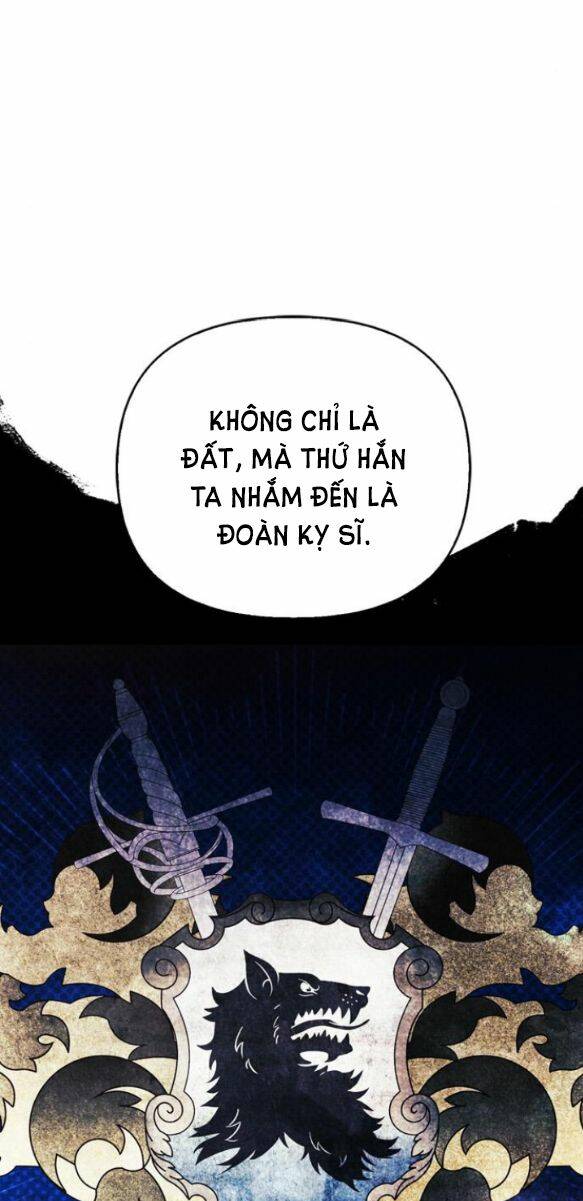 KHÔNG CHỈ LÀ
ĐẤT, MÀ THỨ HẮN
TA NHẮM ĐẾN LÀ
ĐOÀN KỴ SĨ.